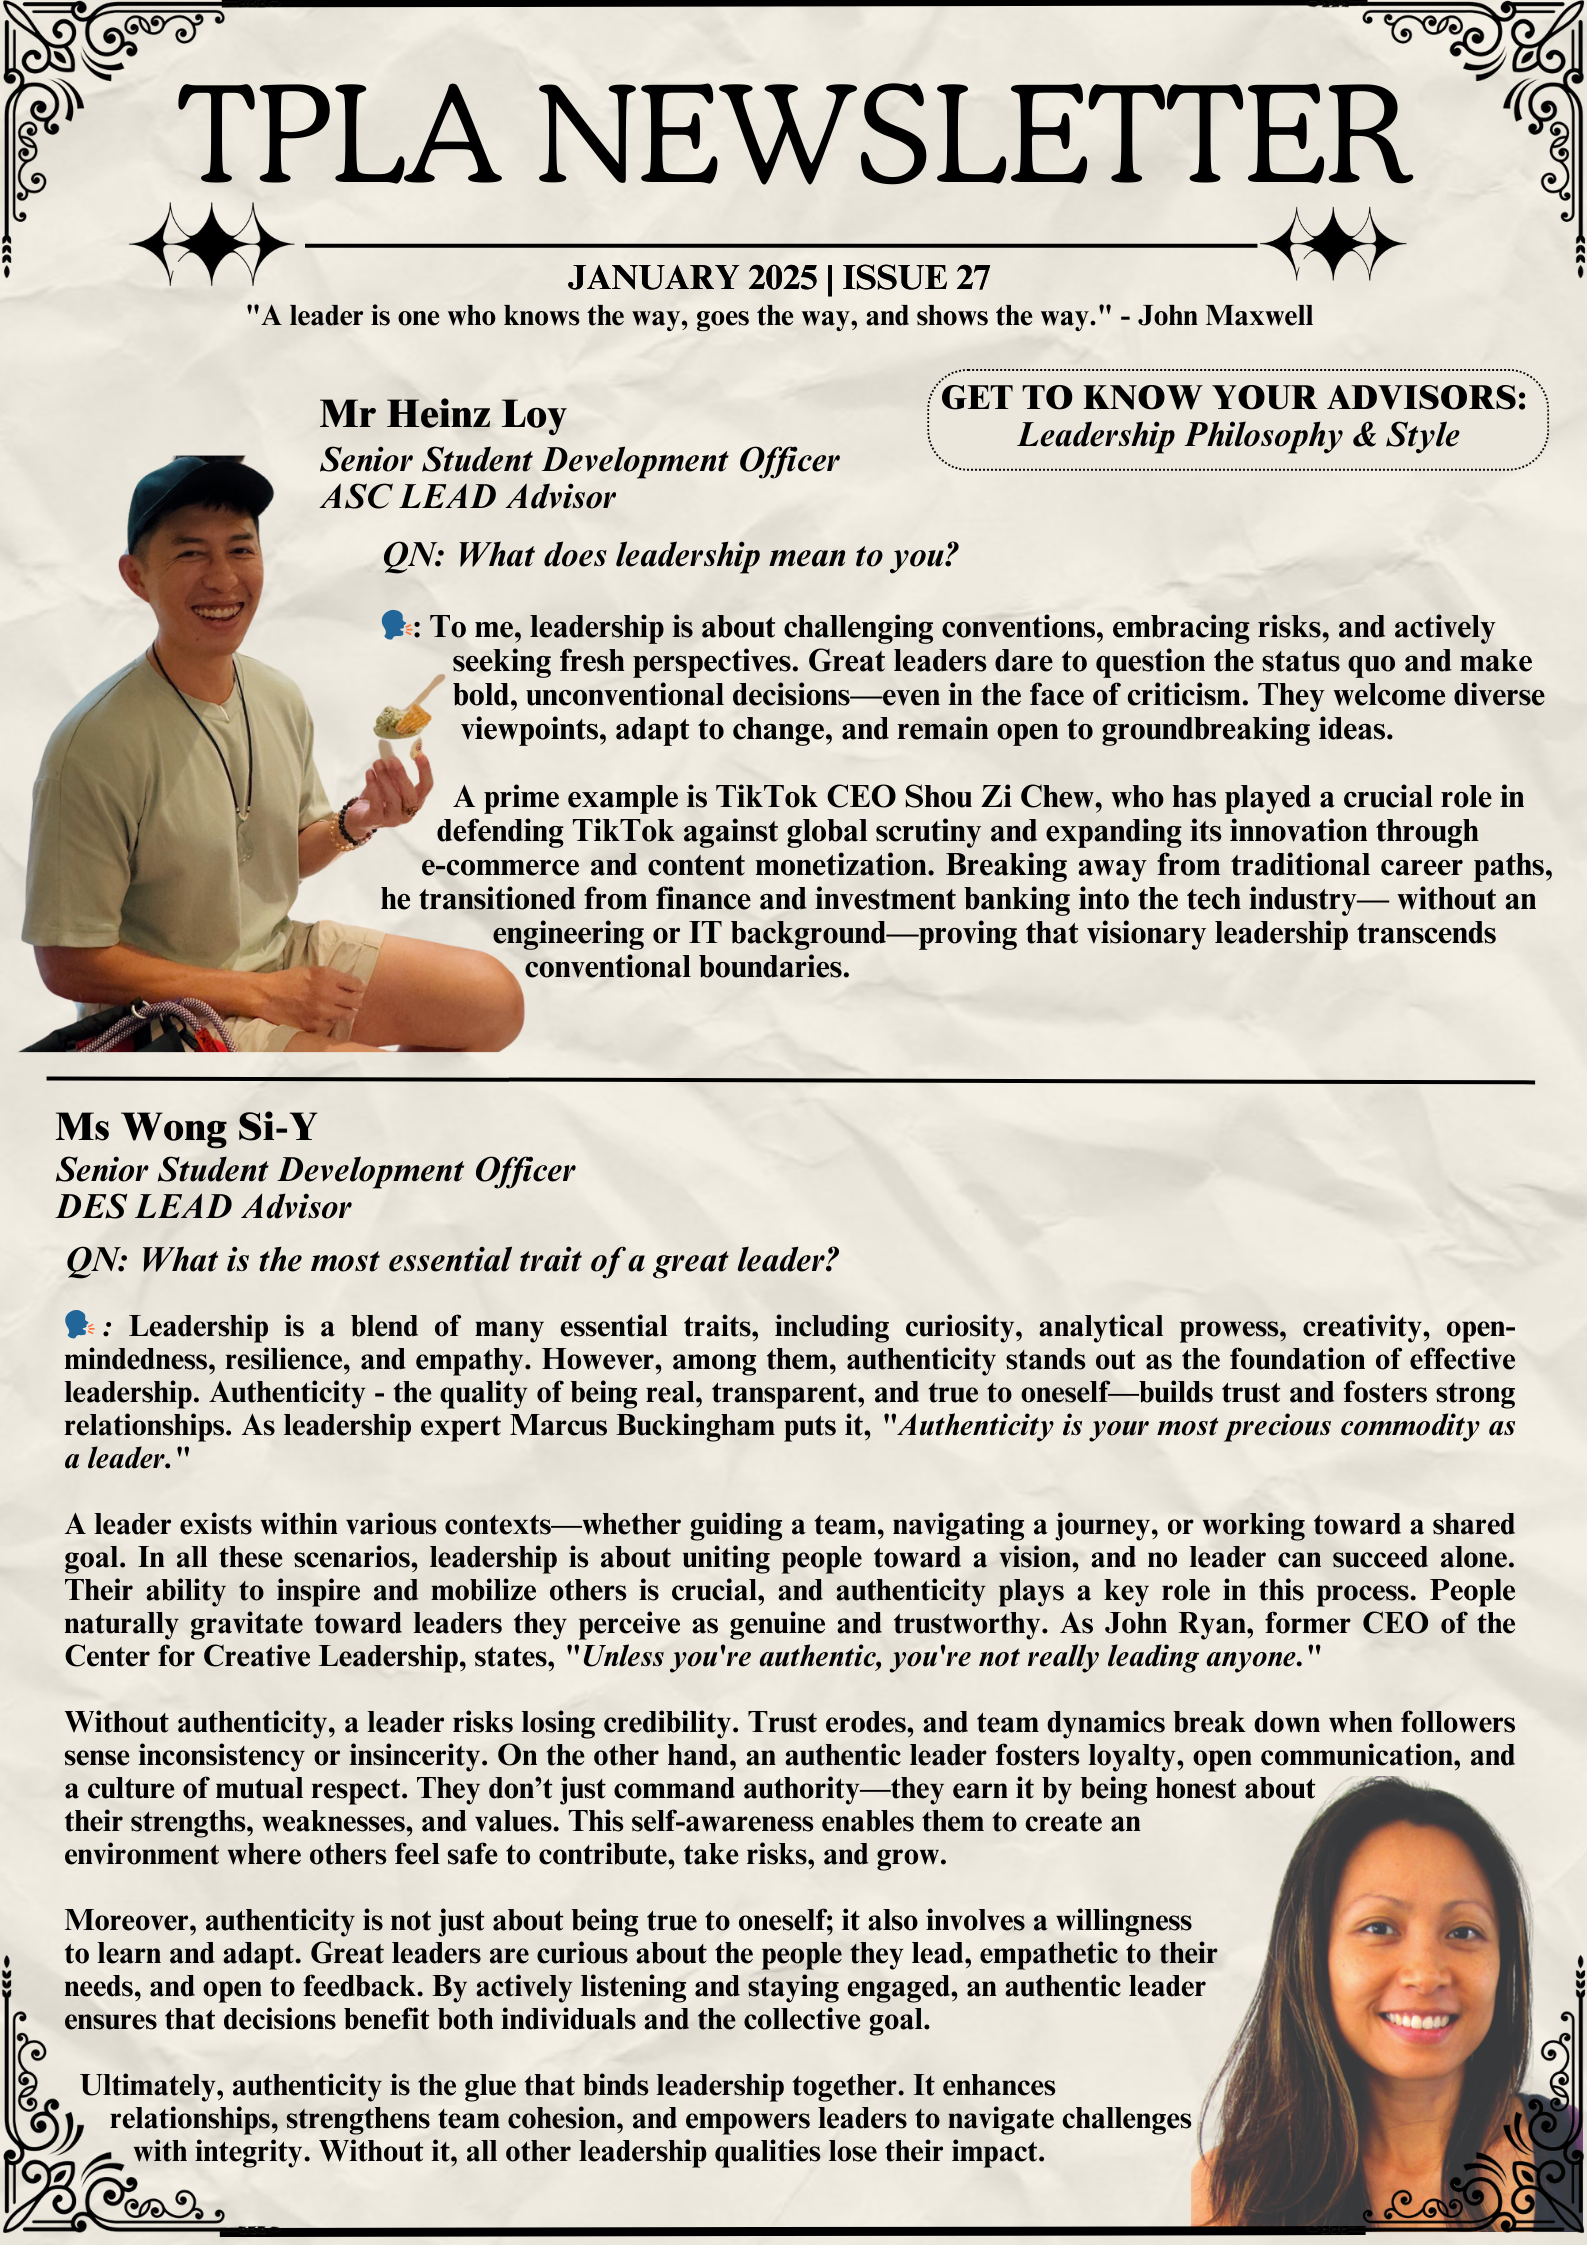 TPLA NEWSLETTER
JANUARY 2025 | ISSUE 27
"A leader is one who knows the way, goes the way, and shows the way." - John Maxwell
GET TO KNOW YOUR ADVISORS:
Leadership Philosophy & Style
Mr Heinz Loy
Senior Student Development Officer
ASC LEAD Advisor
QN: What does leadership mean to you?
🗣: To me, leadership is about challenging conventions, embracing risks, and actively
seeking fresh perspectives. Great leaders dare to question the status quo and make
bold, unconventional decisions—even in the face of criticism. They welcome diverse
viewpoints, adapt to change, and remain open to groundbreaking ideas.
A prime example is TikTok CEO Shou Zi Chew, who has played a crucial role in
defending TikTok against global scrutiny and expanding its innovation through
e-commerce and content monetization. Breaking away from traditional career paths,
he transitioned from finance and investment banking into the tech industry— without an
engineering or IT background—proving that visionary leadership transcends
conventional boundaries.
Ms Wong Si-Y
Senior Student Development Officer
DES LEAD Advisor
QN: What is the most essential trait of a great leader?
🗣 : Leadership is a blend of many essential traits, including curiosity, analytical prowess, creativity, open-
mindedness, resilience, and empathy. However, among them, authenticity stands out as the foundation of effective
leadership. Authenticity - the quality of being real, transparent, and true to oneself—builds trust and fosters strong
relationships. As leadership expert Marcus Buckingham puts it, "Authenticity is your most precious commodity as
a leader."
A leader exists within various contexts—whether guiding a team, navigating a journey, or working toward a shared
goal. In all these scenarios, leadership is about uniting people toward a vision, and no leader can succeed alone.
Their ability to inspire and mobilize others is crucial, and authenticity plays a key role in this process. People
naturally gravitate toward leaders they perceive as genuine and trustworthy. As John Ryan, former CEO of the
Center for Creative Leadership, states, "Unless you're authentic, you're not really leading anyone."
Without authenticity, a leader risks losing credibility. Trust erodes, and team dynamics break down when followers
sense inconsistency or insincerity. On the other hand, an authentic leader fosters loyalty, open communication, and
a culture of mutual respect. They don’t just command authority—they earn it by being honest about
their strengths, weaknesses, and values. This self-awareness enables them to create an
environment where others feel safe to contribute, take risks, and grow.
Moreover, authenticity is not just about being true to oneself; it also involves a willingness
to learn and adapt. Great leaders are curious about the people they lead, empathetic to their
needs, and open to feedback. By actively listening and staying engaged, an authentic leader
ensures that decisions benefit both individuals and the collective goal.
Ultimately, authenticity is the glue that binds leadership together. It enhances
relationships, strengthens team cohesion, and empowers leaders to navigate challenges
with integrity. Without it, all other leadership qualities lose their impact.